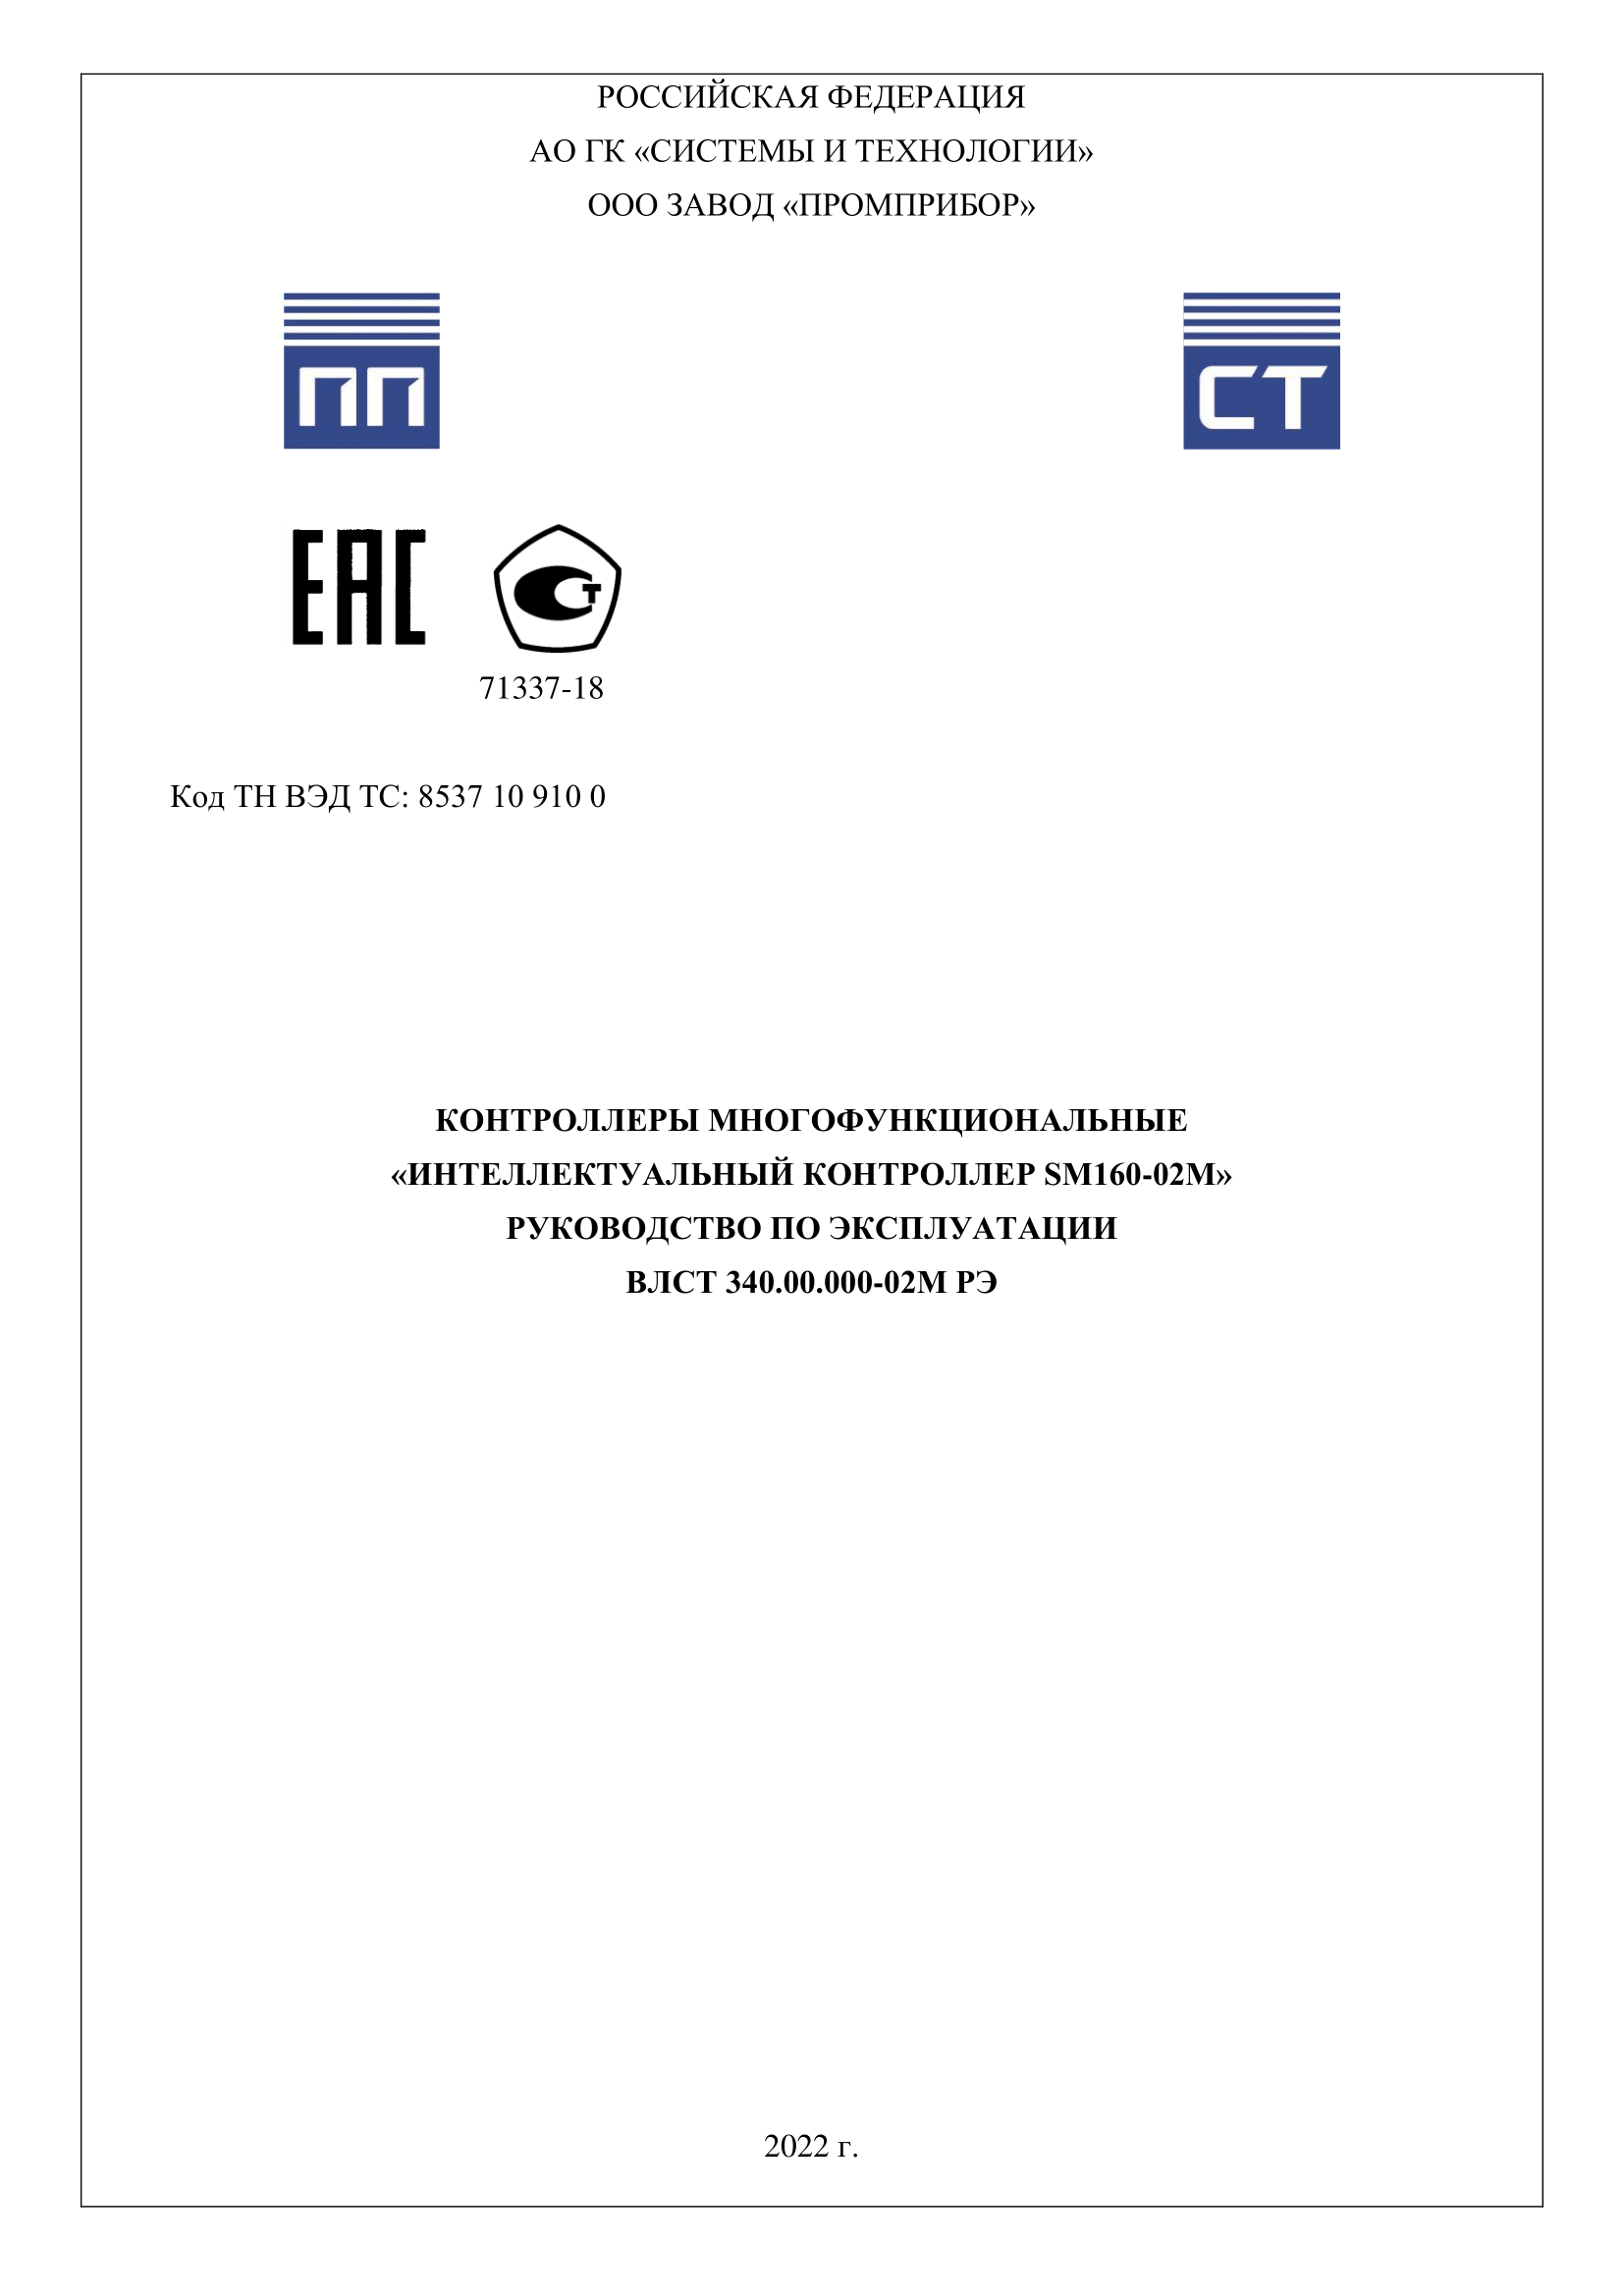 РОССИЙСКАЯ ФЕДЕРАЦИЯ
АО ГК «СИСТЕМЫ И ТЕХНОЛОГИИ»
ООО ЗАВОД «ПРОМПРИБОР»
ПП
СТ
ЕАС
Ст
71337-18
Код ТН ВЭД ТС: 8537 10 910 0
КОНТРОЛЛЕРЫ МНОГОФУНКЦИОНАЛЬНЫЕ
«ИНТЕЛЛЕКТУАЛЬНЫЙ КОНТРОЛЛЕР SM160-02M»
РУКОВОДСТВО ПО ЭКСПЛУАТАЦИИ
ВЛСТ 340.00.000-02М РЭ
2022 г.